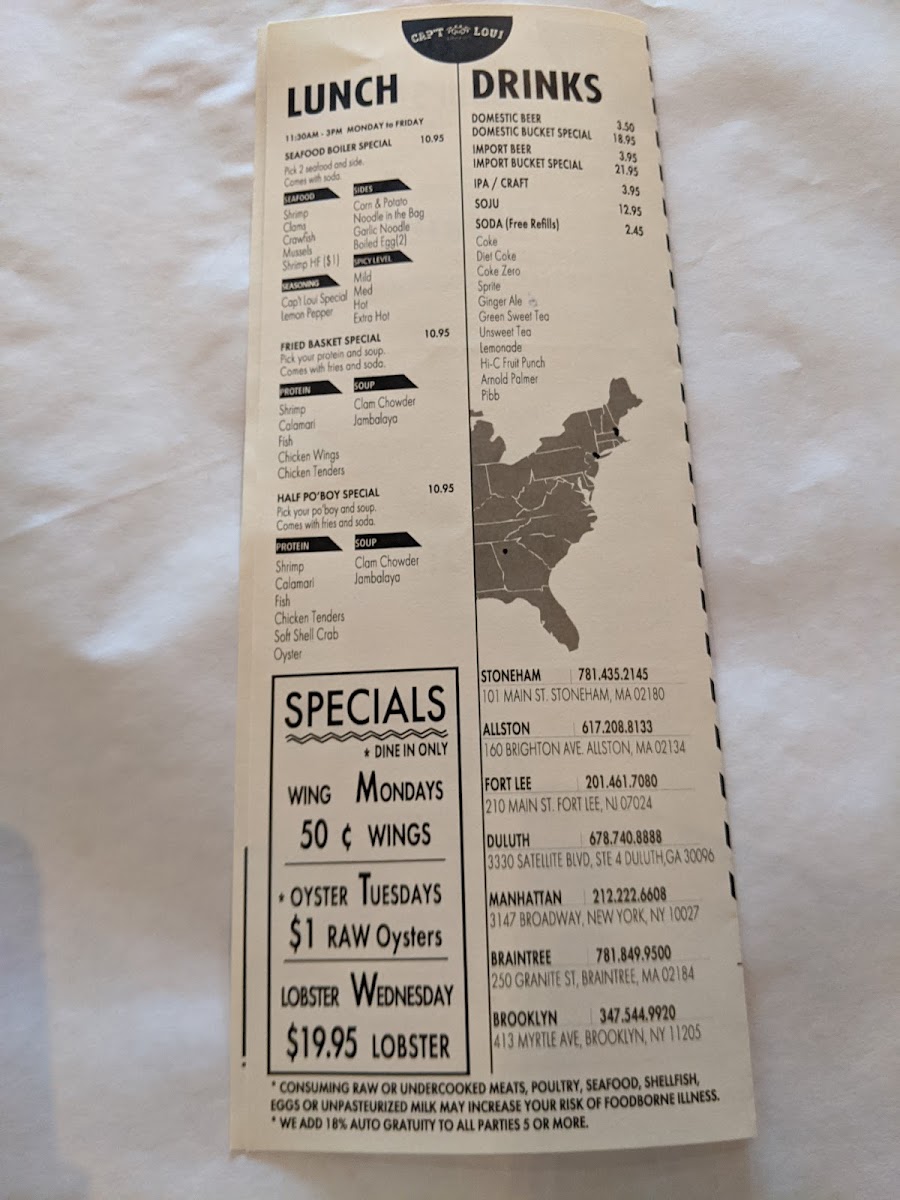 CAP'T LOUI
LUNCH
11:30AM - 3PM MONDAY to FRIDAY
SEAFOOD BOILER SPECIAL 10.95
Pick 2 seafood and side.
Comes with soda.
SEAFOOD
Shrimp
Clams
Crawfish
Mussels
Shrimp HF ($1)
SIDES
Corn & Potato
Noodle in the Bag
Garlic Noodle
Boiled Egg(2)
SEASONING
Cap't Loui Special
Lemon Pepper
SPICY LEVEL
Mild
Med
Hot
Extra Hot
FRIED BASKET SPECIAL 10.95
Pick your protein and soup.
Comes with fries and soda.
PROTEIN
Shrimp
Calamari
Fish
Chicken Wings
Chicken Tenders
SOUP
Clam Chowder
Jambalaya
HALF PO'BOY SPECIAL 10.95
Pick your po'boy and soup.
Comes with fries and soda.
PROTEIN
Shrimp
Calamari
Fish
Chicken Tenders
Soft Shell Crab
Oyster
SOUP
Clam Chowder
Jambalaya
SPECIALS
* DINE IN ONLY
WING MONDAYS
50 ¢ WINGS
* OYSTER TUESDAYS
$1 RAW Oysters
LOBSTER WEDNESDAY
$19.95 LOBSTER
DRINKS
DOMESTIC BEER 3.50
DOMESTIC BUCKET SPECIAL 18.95
IMPORT BEER 3.95
IMPORT BUCKET SPECIAL 21.95
IPA / CRAFT 3.95
SOJU 12.95
SODA (Free Refills) 2.45
Coke
Diet Coke
Coke Zero
Sprite
Ginger Ale
Green Sweet Tea
Unsweet Tea
Lemonade
Hi-C Fruit Punch
Arnold Palmer
Pibb
STONEHAM | 781.435.2145
101 MAIN ST. STONEHAM, MA 02180
ALLSTON | 617.208.8133
160 BRIGHTON AVE. ALLSTON, MA 02134
FORT LEE | 201.461.7080
210 MAIN ST. FORT LEE, NJ 07024
DULUTH | 678.740.8888
3330 SATELLITE BLVD, STE 4 DULUTH,GA 30096
MANHATTAN | 212.222.6608
3147 BROADWAY, NEW YORK, NY 10027
BRAINTREE | 781.849.9500
250 GRANITE ST, BRAINTREE, MA 02184
BROOKLYN | 347.544.9920
413 MYRTLE AVE, BROOKLYN, NY 11205
* CONSUMING RAW OR UNDERCOOKED MEATS, POULTRY, SEAFOOD, SHELLFISH,
EGGS OR UNPASTEURIZED MILK MAY INCREASE YOUR RISK OF FOODBORNE ILLNESS.
* WE ADD 18% AUTO GRATUITY TO ALL PARTIES 5 OR MORE.